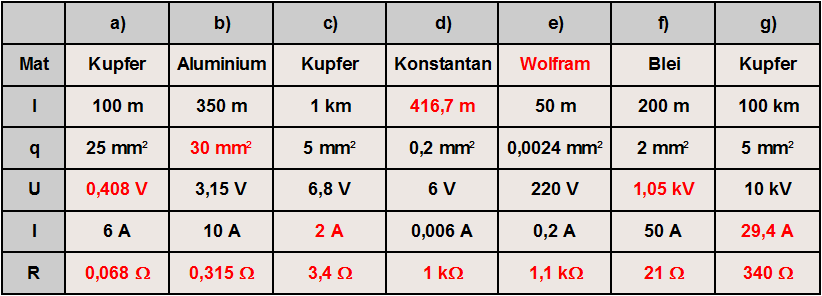 a) b) c) d) e) f) g)
Mat Kupfer Aluminium Kupfer Konstantan Wolfram Blei Kupfer
l 100 m 350 m 1 km 416,7 m 50 m 200 m 100 km
q 25 mm² 30 mm² 5 mm² 0,2 mm² 0,0024 mm² 2 mm² 5 mm²
U 0,408 V 3,15 V 6,8 V 6 V 220 V 1,05 kV 10 kV
I 6 A 10 A 2 A 0,006 A 0,2 A 50 A 29,4 A
R 0,068 Ω 0,315 Ω 3,4 Ω 1 kΩ 1,1 kΩ 21 Ω 340 Ω